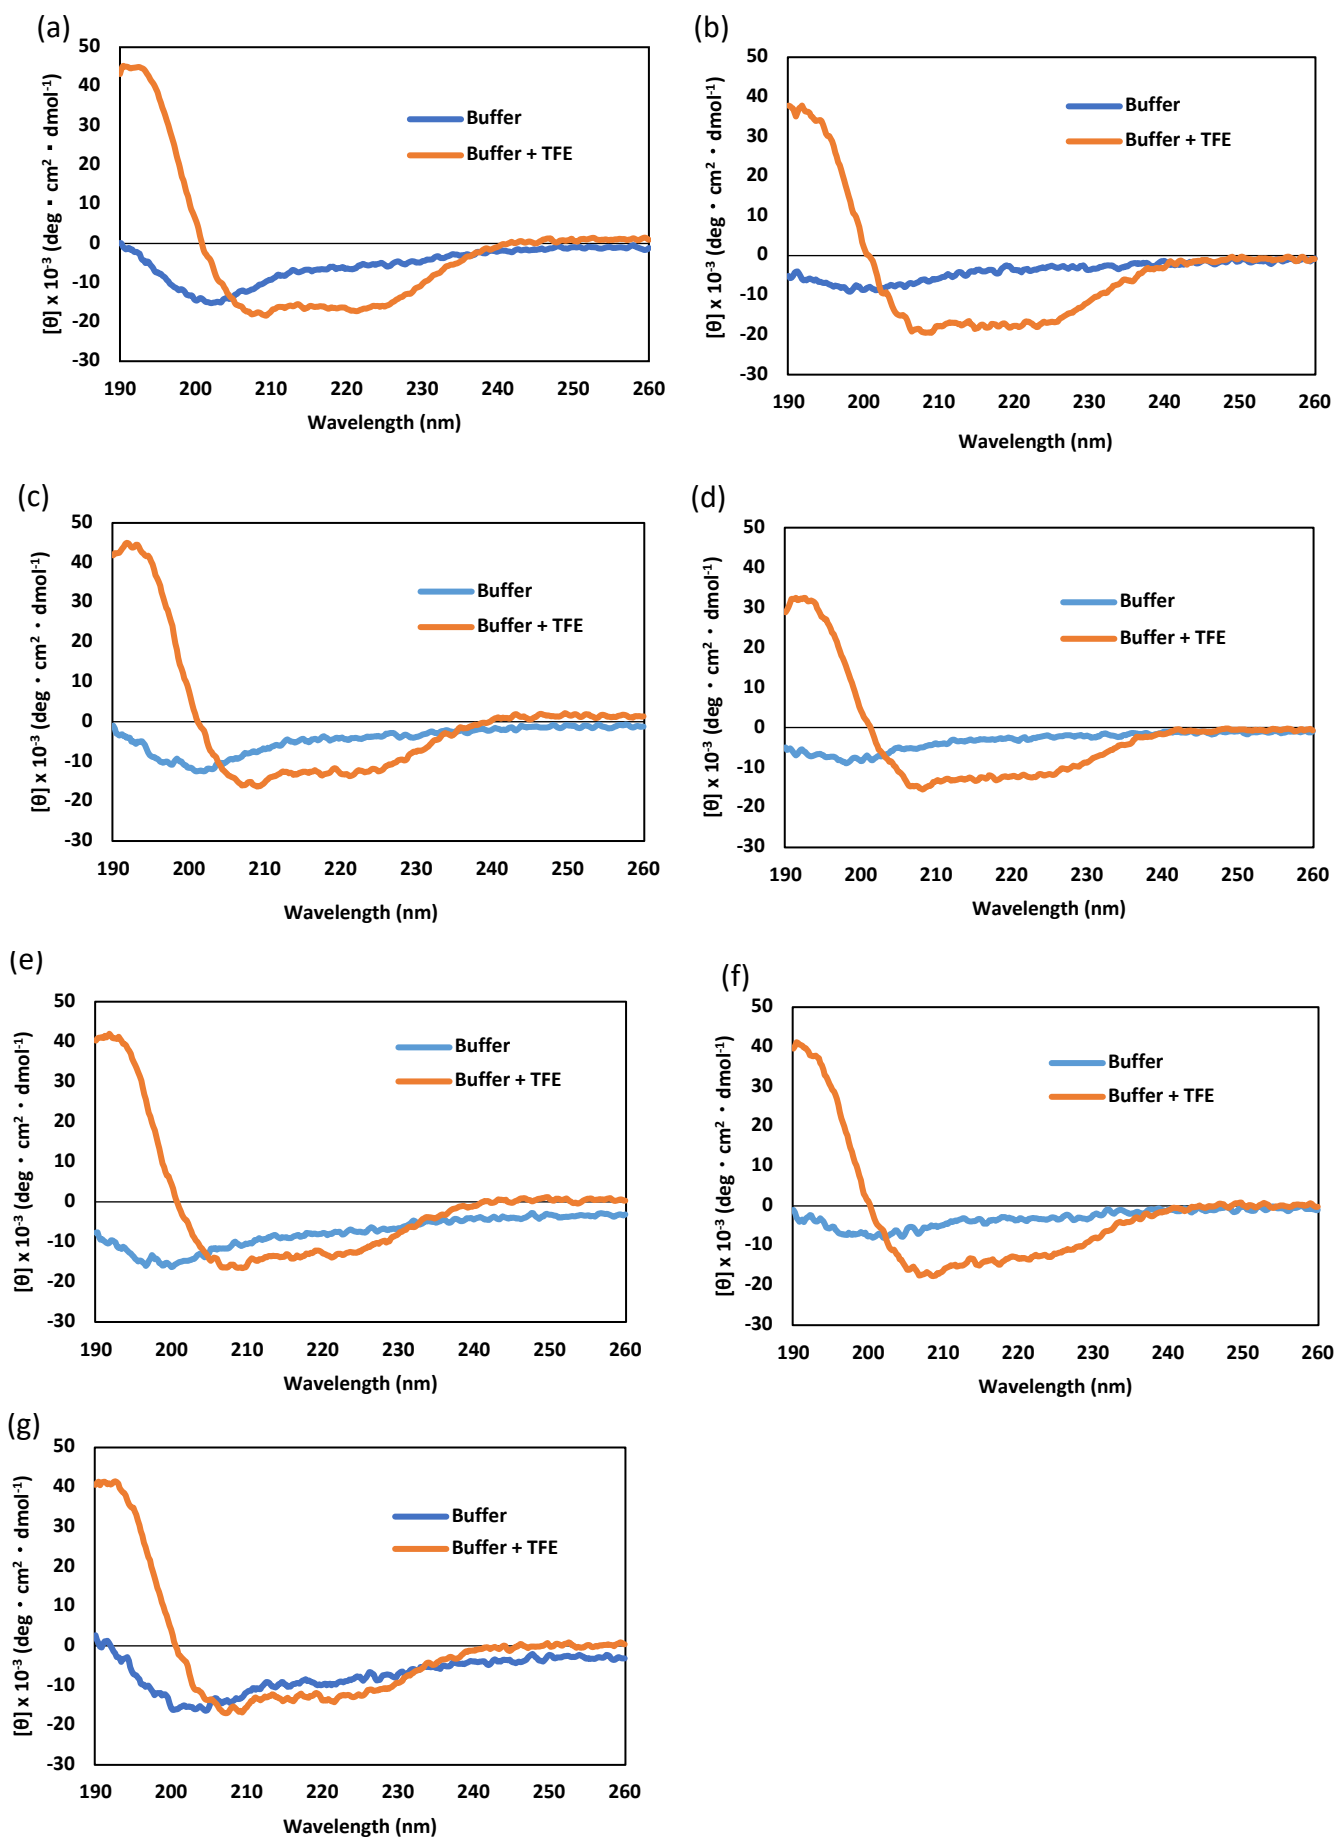 (a)
50
40
30
20
10
0
-10
-20
-30
[θ] x 10⁻³ (deg・cm²・dmol⁻¹)
Buffer
Buffer + TFE
190 200 210 220 230 240 250 260
Wavelength (nm)
(b)
50
40
30
20
10
0
-10
-20
-30
[θ] x 10⁻³ (deg・cm²・dmol⁻¹)
Buffer
Buffer + TFE
190 200 210 220 230 240 250 260
Wavelength (nm)
(c)
50
40
30
20
10
0
-10
-20
-30
[θ] x 10⁻³ (deg・cm²・dmol⁻¹)
Buffer
Buffer + TFE
190 200 210 220 230 240 250 260
Wavelength (nm)
(d)
50
40
30
20
10
0
-10
-20
-30
[θ] x 10⁻³ (deg・cm²・dmol⁻¹)
Buffer
Buffer + TFE
190 200 210 220 230 240 250 260
Wavelength (nm)
(e)
50
40
30
20
10
0
-10
-20
-30
[θ] x 10⁻³ (deg・cm²・dmol⁻¹)
Buffer
Buffer + TFE
190 200 210 220 230 240 250 260
Wavelength (nm)
(f)
50
40
30
20
10
0
-10
-20
-30
[θ] x 10⁻³ (deg・cm²・dmol⁻¹)
Buffer
Buffer + TFE
190 200 210 220 230 240 250 260
Wavelength (nm)
(g)
50
40
30
20
10
0
-10
-20
-30
[θ] x 10⁻³ (deg・cm²・dmol⁻¹)
Buffer
Buffer + TFE
190 200 210 220 230 240 250 260
Wavelength (nm)